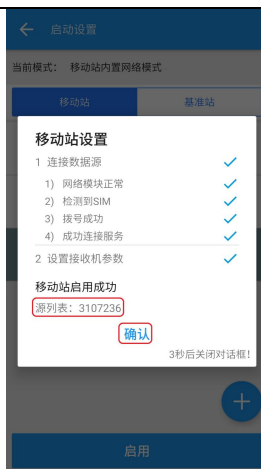 启动设置
当前模式： 移动站内置网络模式
移动站 基准站
移动站设置
1 连接数据源
1) 网络模块正常
2) 检测到SIM
3) 拨号成功
4) 成功连接服务
2 设置接收机参数
移动站启用成功
源列表：3107236
确认
3秒后关闭对话框!
启用